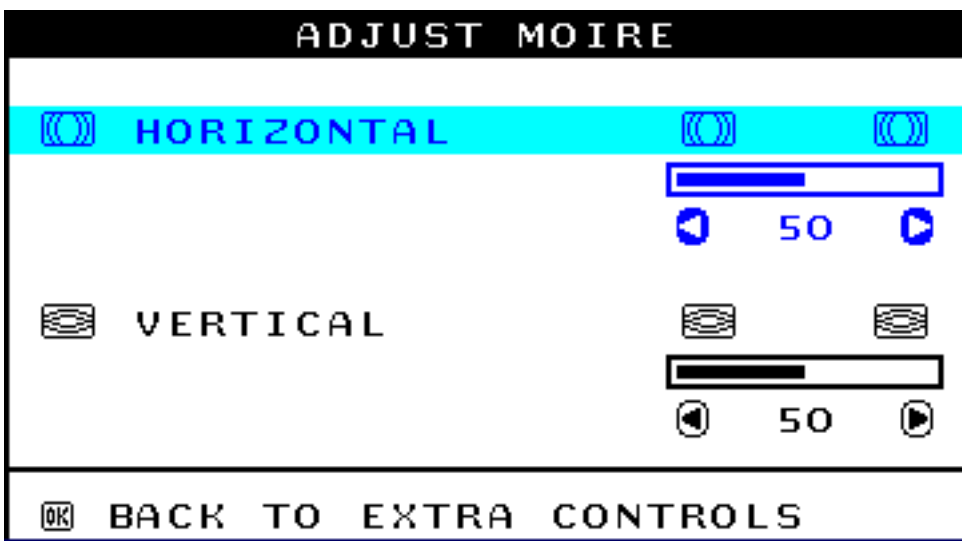 ADJUST MOIRE
HORIZONTAL
50
VERTICAL
50
OK BACK TO EXTRA CONTROLS